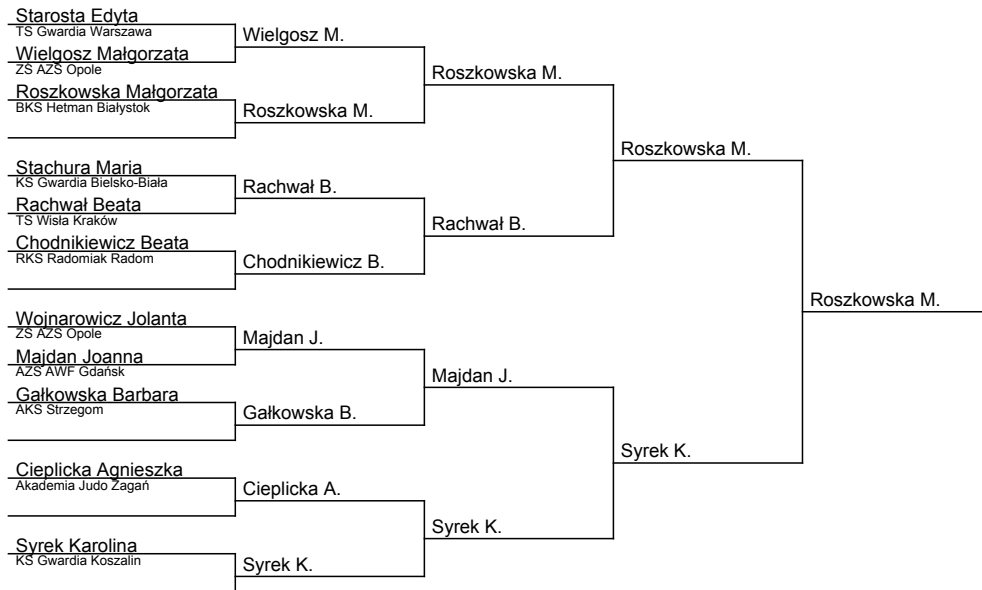 Starosta Edyta
TS Gwardia Warszawa
Wielgosz M.
Wielgosz Małgorzata
ZS AZS Opole
Roszkowska M.
Roszkowska Małgorzata
BKS Hetman Białystok
Roszkowska M.
Roszkowska M.
Stachura Maria
KS Gwardia Bielsko-Biała
Rachwał B.
Rachwał Beata
TS Wisła Kraków
Rachwał B.
Chodnikiewicz Beata
RKS Radomiak Radom
Chodnikiewicz B.
Roszkowska M.
Wojnarowicz Jolanta
ZS AZS Opole
Majdan J.
Majdan Joanna
AZS AWF Gdańsk
Majdan J.
Gałkowska Barbara
AKS Strzegom
Gałkowska B.
Syrek K.
Cieplicka Agnieszka
Akademia Judo Żagań
Cieplicka A.
Syrek K.
Syrek Karolina
KS Gwardia Koszalin
Syrek K.